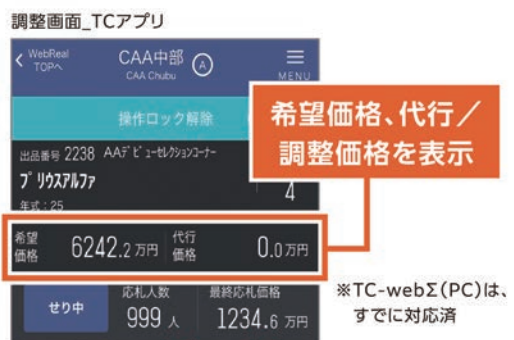 調整画面_TCアプリ
WebReal
TOPへ
CAA中部 A
CAA Chubu
MENU
操作ロック解除
希望価格、代行／
調整価格を表示
出品番号 2238 AAデビューセレクションコーナー
プリウスアルファ
4
年式：25
希望
価格 6242.2万円
代行
価格 0.0万円
せり中
応札人数
999人
最終応札価格
1234.6万円
※TC-webΣ(PC)は、
すでに対応済